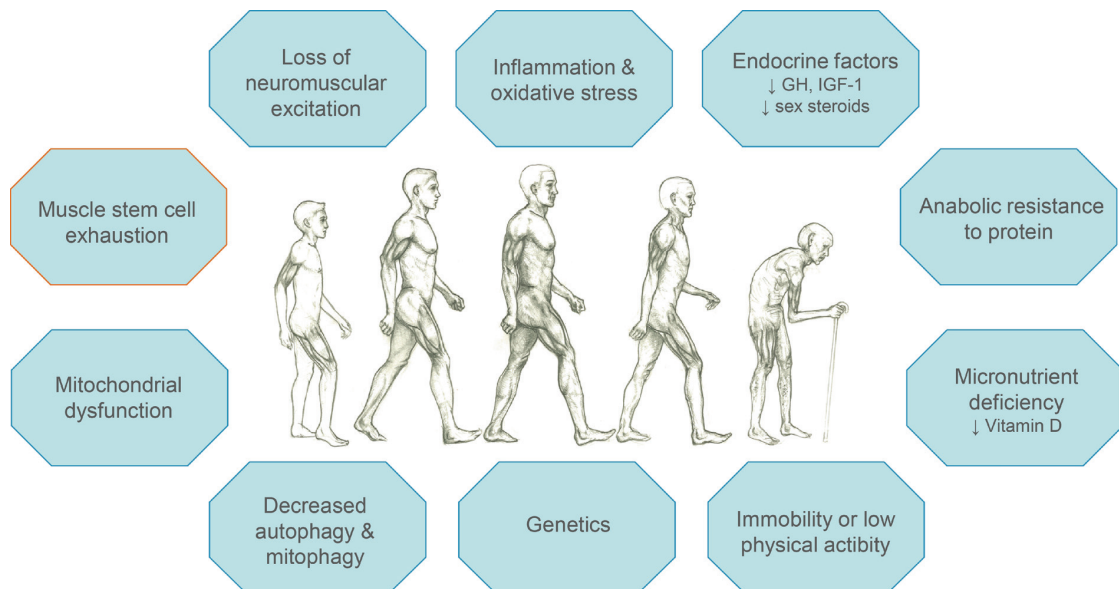 Loss of
neuromuscular
excitation
Inflammation &
oxidative stress
Endocrine factors
↓ GH, IGF-1
↓ sex steroids
Muscle stem cell
exhaustion
Anabolic resistance
to protein
Mitochondrial
dysfunction
Micronutrient
deficiency
↓ Vitamin D
Decreased
autophagy &
mitophagy
Genetics
Immobility or low
physical actibity